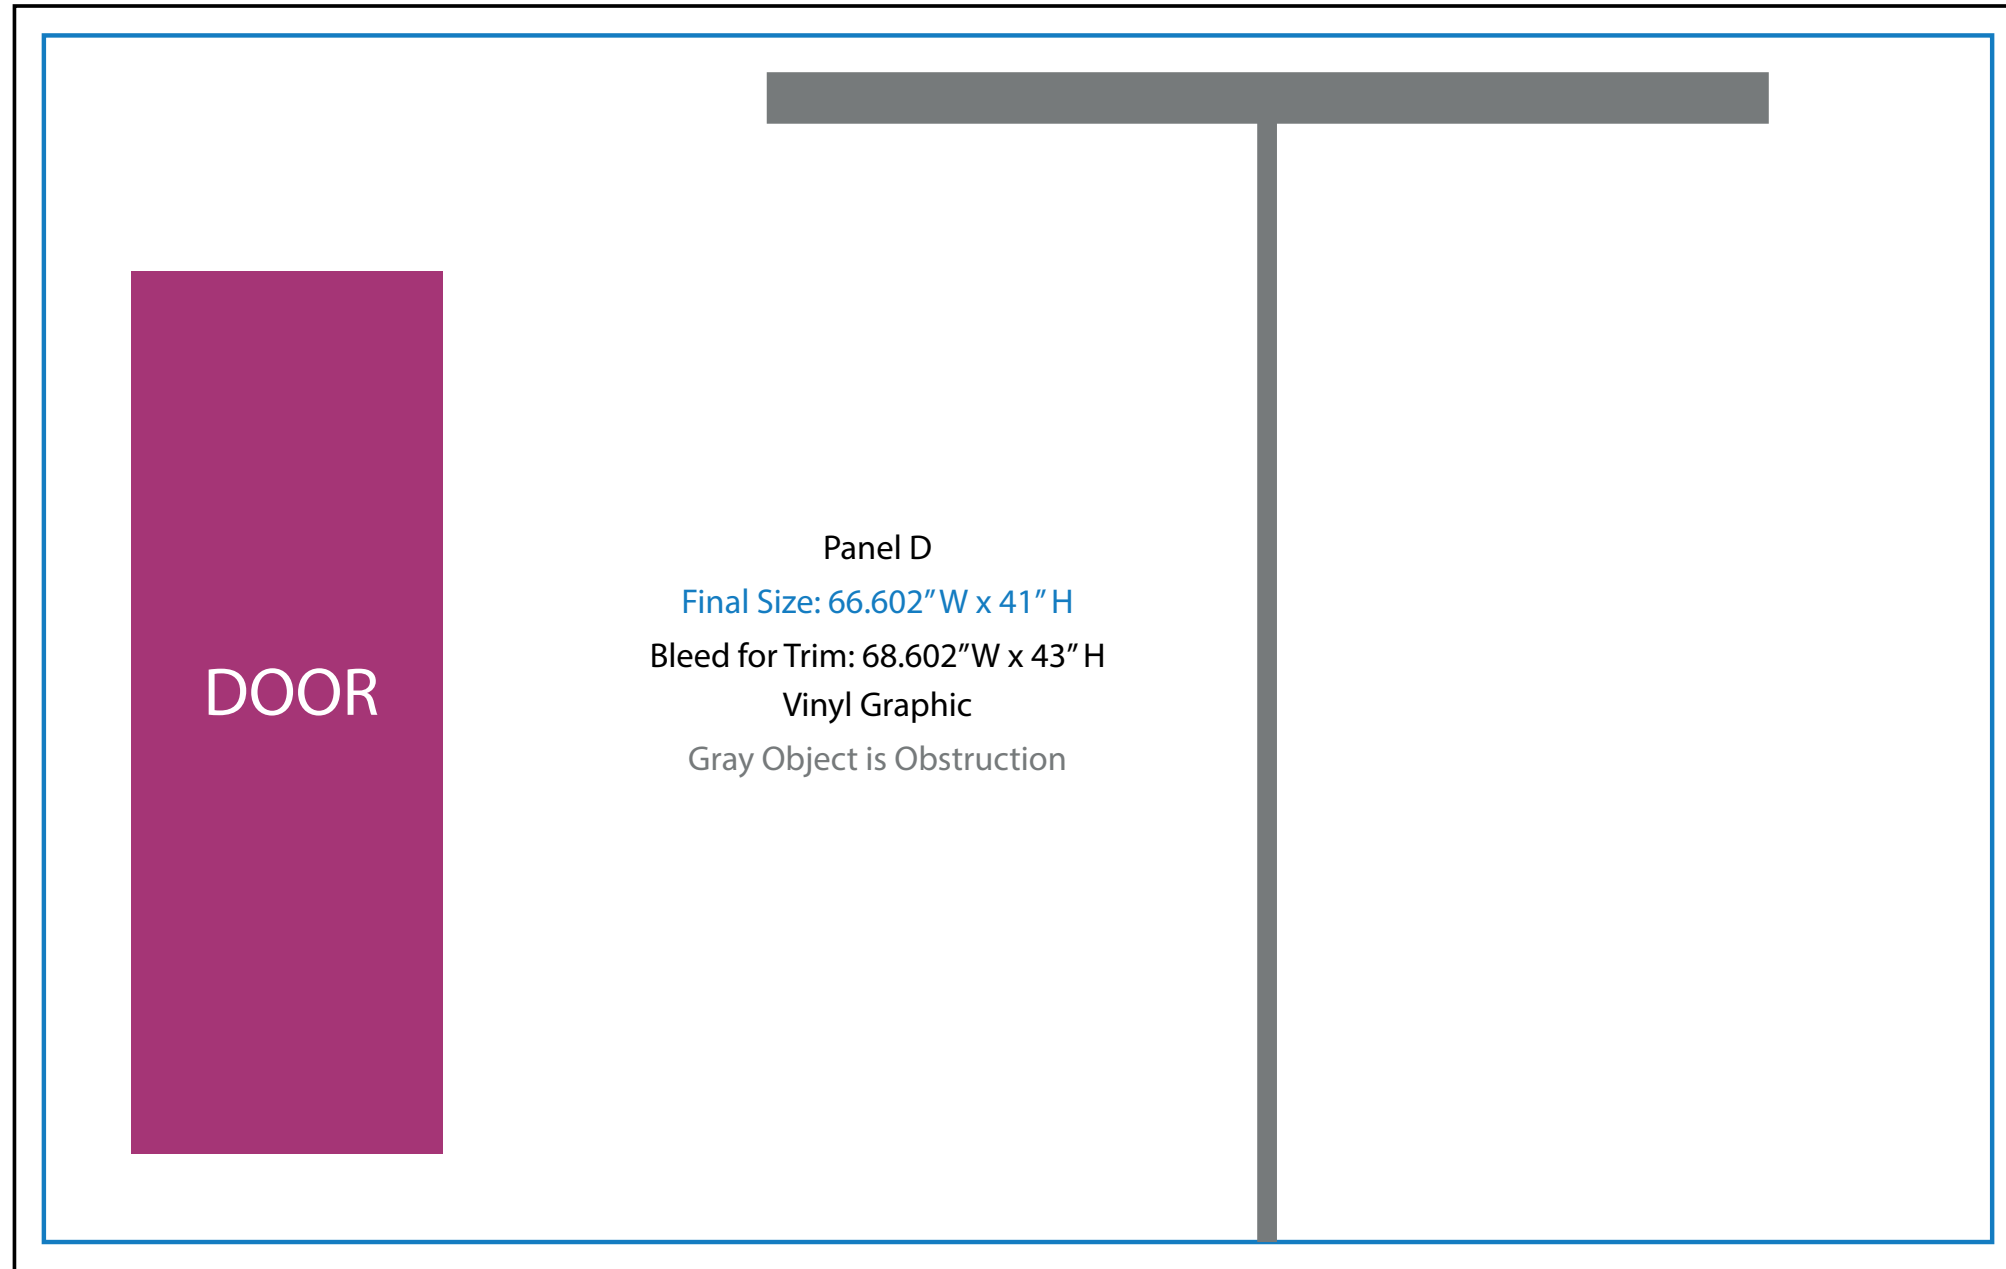 Panel D
Final Size: 66.602” W x 41” H
Bleed for Trim: 68.602” W x 43” H
DOOR
Vinyl Graphic
Gray Object is Obstruction